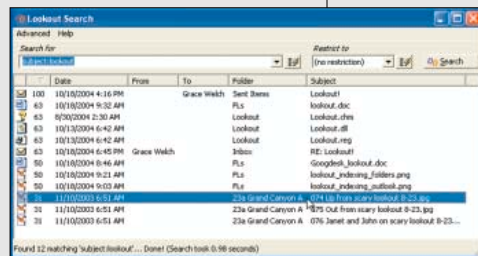 Lookout Search
Advanced Help
Search for
Restrict to
subject:lookout
(no restriction)
Search
Date From To Folder Subject
100 10/18/2004 4:16 PM Grace Welch Sent Items Lookout!
63 10/18/2004 9:32 AM PLs lookout.doc
63 8/30/2004 2:30 AM Lookout Lookout.chm
63 10/13/2004 6:42 AM Lookout Lookout.dll
63 10/13/2004 6:42 AM Lookout Lookout.reg
63 10/18/2004 6:45 PM Grace Welch Inbox RE: Lookout!
50 10/18/2004 8:46 AM PLs Googdesk_lookout.doc
50 10/18/2004 9:21 AM PLs lookout_indexing_folders.png
50 10/18/2004 9:03 AM PLs lookout_indexing_outlook.png
31 11/10/2003 6:51 AM 23a Grand Canyon A 074 Up from scary lookout 8-23.jpg
31 11/10/2003 6:51 AM 23a Grand Canyon A 075 Out from scary lookout 8-23.jpg
31 11/10/2003 6:51 AM 23a Grand Canyon A 076 Janet and John on scary lookout 8-23....
Found 12 matching 'subject:lookout'... Done! (Search took 0.98 seconds)